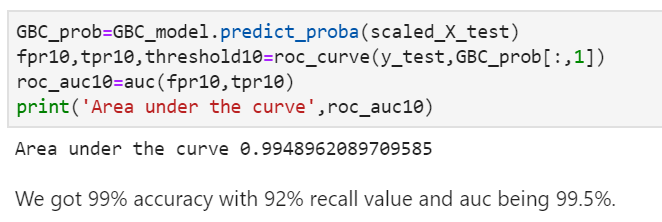 GBC_prob=GBC_model.predict_proba(scaled_X_test)
fpr10,tpr10,threshold10=roc_curve(y_test,GBC_prob[:,1])
roc_auc10=auc(fpr10,tpr10)
print('Area under the curve',roc_auc10)
Area under the curve 0.9948962089709585
We got 99% accuracy with 92% recall value and auc being 99.5%.